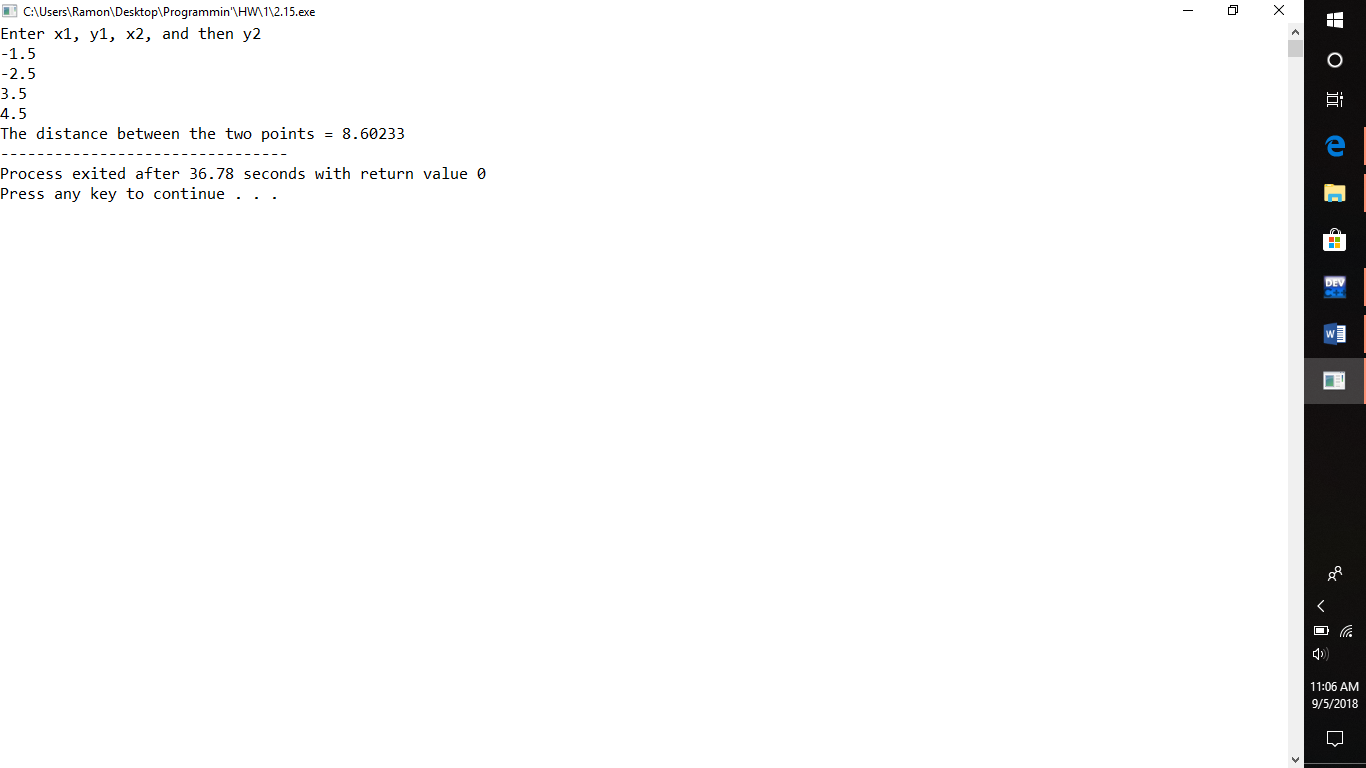 C:\Users\Ramon\Desktop\Programmin'\HW\1\2.15.exe
Enter x1, y1, x2, and then y2
-1.5
-2.5
3.5
4.5
The distance between the two points = 8.60233
--------------------------------
Process exited after 36.78 seconds with return value 0
Press any key to continue . . .
DEV
W
11:06 AM
9/5/2018